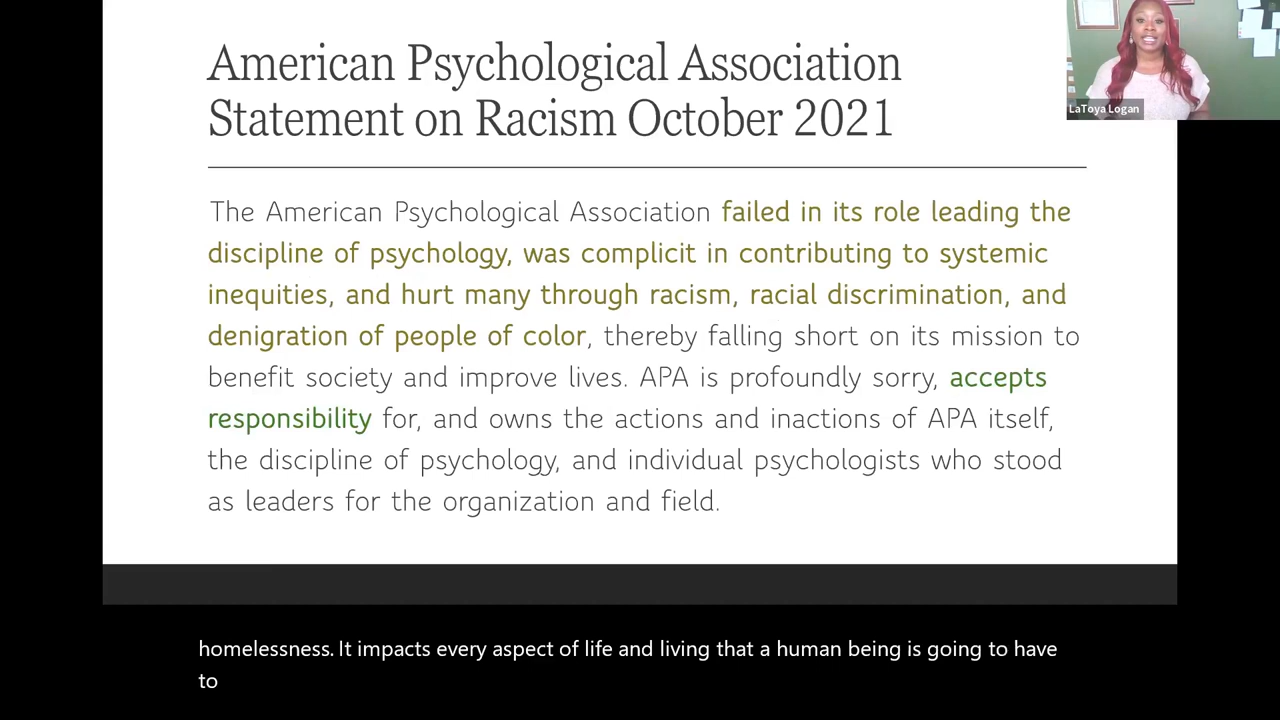 American Psychological Association
Statement on Racism October 2021
LaToya Logan
The American Psychological Association failed in its role leading the
discipline of psychology, was complicit in contributing to systemic
inequities, and hurt many through racism, racial discrimination, and
denigration of people of color, thereby falling short on its mission to
benefit society and improve lives. APA is profoundly sorry, accepts
responsibility for, and owns the actions and inactions of APA itself,
the discipline of psychology, and individual psychologists who stood
as leaders for the organization and field.
homelessness. It impacts every aspect of life and living that a human being is going to have
to